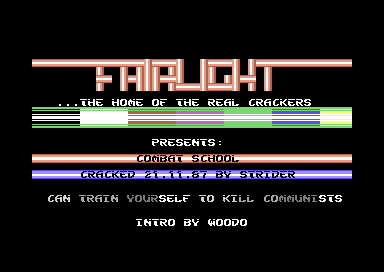 FAIRLIGHT
...THE HOME OF THE REAL CRACKERS
PRESENTS:
COMBAT SCHOOL
CRACKED 21.11.87 BY STRIDER
CAN TRAIN YOURSELF TO KILL COMMUNISTS
INTRO BY WOODO